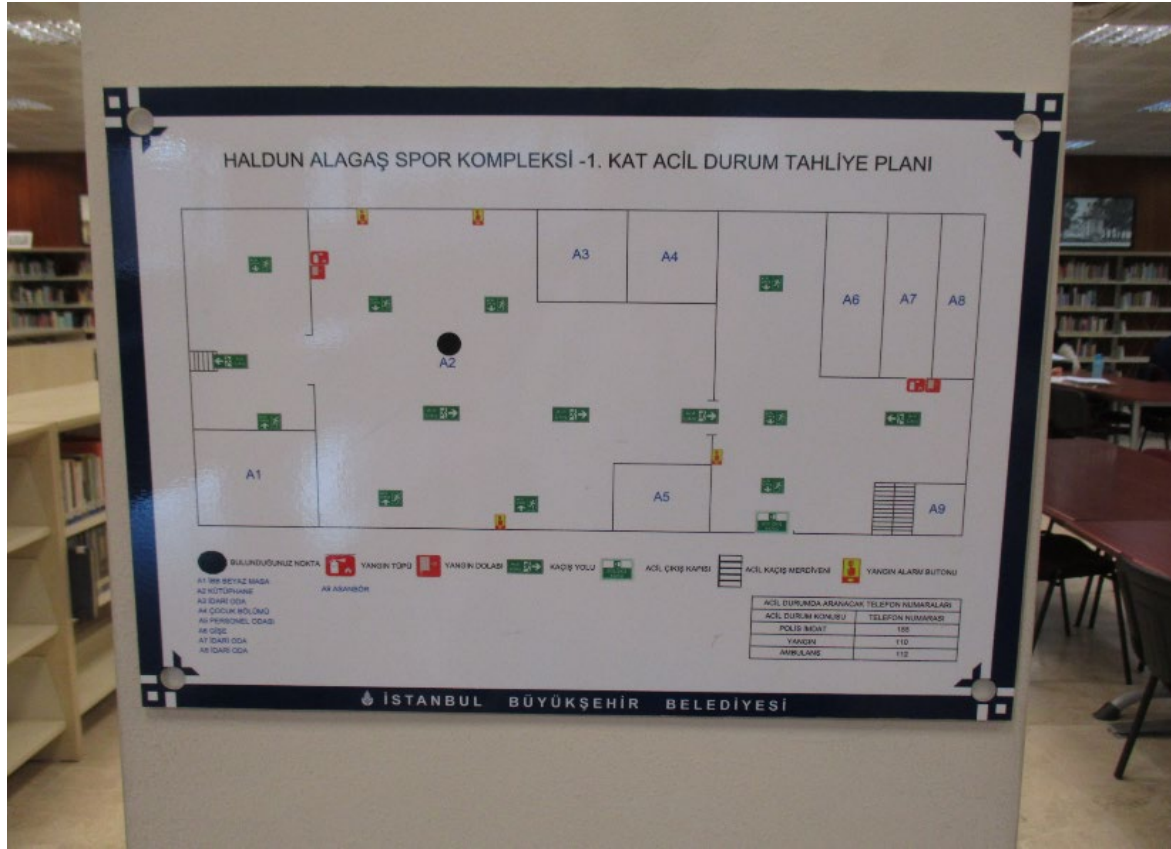 HALDUN ALAGAŞ SPOR KOMPLEKSİ -1. KAT ACİL DURUM TAHLİYE PLANI
A3
A4
A6
A7
A8
A2
A1
A5
A9
BULUNDUĞUNUZ NOKTA
YANGIN TÜPÜ
YANGIN DOLABI
KAÇIŞ YOLU
ACİL ÇIKIŞ KAPISI
ACİL KAÇIŞ MERDİVENİ
YANGIN ALARM BUTONU
A1 İBB BEYAZ MASA
A2 KÜTÜPHANE
A3 İDARİ ODA
A4 ÇOCUK BÖLÜMÜ
A5 PERSONEL ODASI
A6 GİŞE
A7 İDARİ ODA
A8 İDARİ ODA
A9 ASANSÖR
ACİL DURUMDA ARANACAK TELEFON NUMARALARI
ACİL DURUM KONUSU TELEFON NUMARASI
POLİS İMDAT 155
YANGIN 110
AMBULANS 112
İSTANBUL BÜYÜKŞEHİR BELEDİYESİ